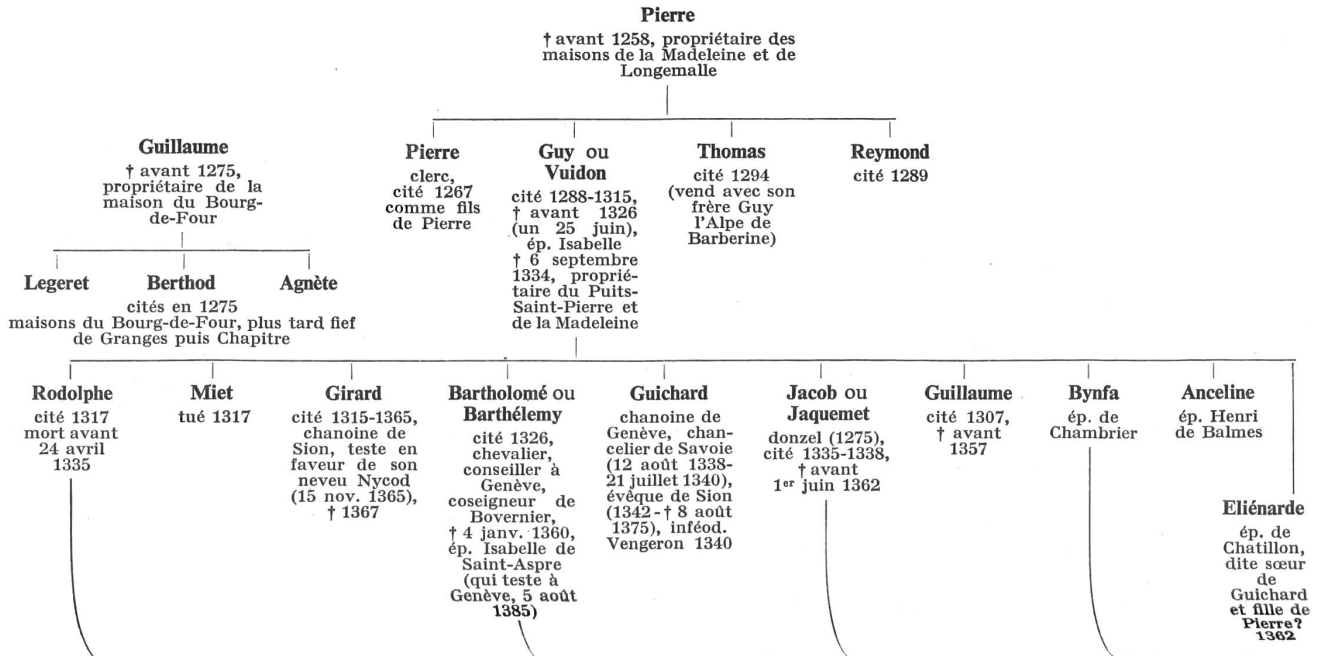 Pierre
† avant 1258, propriétaire des
maisons de la Madeleine et de
Longemalle
Guillaume
† avant 1275,
propriétaire de la
maison du Bourg-
de-Four
Pierre
clerc,
cité 1267
comme fils
de Pierre
Guy ou
Vuidon
cité 1288-1315,
† avant 1326
(un 25 juin),
ép. Isabelle
† 6 septembre
1334, proprié-
taire du Puits-
Saint-Pierre et
de la Madeleine
Thomas
cité 1294
(vend avec son
frère Guy
l'Alpe de
Barberine)
Reymond
cité 1289
Legeret Berthod Agnète
cités en 1275
maisons du Bourg-de-Four, plus tard fief
de Granges puis Chapitre
Rodolphe
cité 1317
mort avant
24 avril
1335
Miet
tué 1317
Girard
cité 1315-1365,
chanoine de
Sion, teste en
faveur de son
neveu Nycod
(15 nov. 1365),
† 1367
Bartholomé ou
Barthélemy
cité 1326,
chevalier,
conseiller à
Genève,
coseigneur de
Bovernier,
† 4 janv. 1360,
ép. Isabelle de
Saint-Aspre
(qui teste à
Genève, 5 août
1385)
Guichard
chanoine de
Genève, chan-
celier de Savoie
(12 août 1338-
21 juillet 1340),
évêque de Sion
(1342 - † 8 août
1375), inféod.
Vengeron 1340
Jacob ou
Jaquemet
donzel (1275),
cité 1335-1338,
† avant
1er juin 1362
Guillaume
cité 1307,
† avant
1357
Bynfa
ép. de
Chambrier
Anceline
ép. Henri
de Balmes
Eliénarde
ép. de
Chatillon,
dite sœur
de
Guichard
et fille de
Pierre?
1362